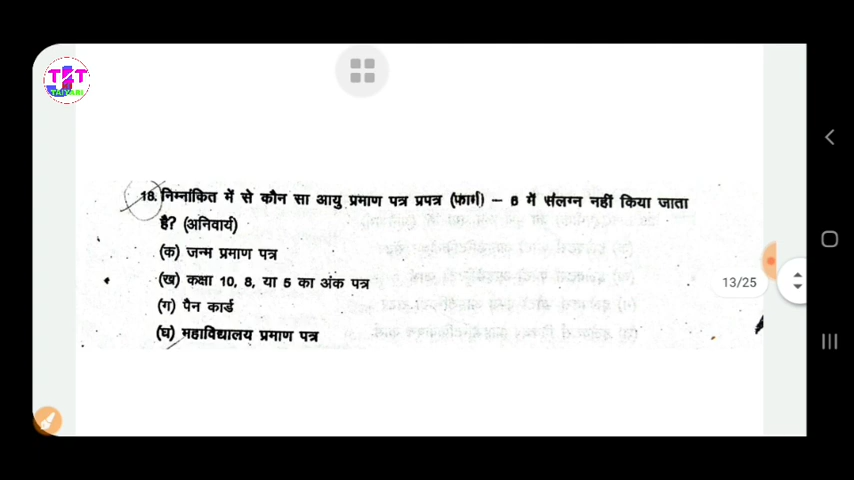 TJT
TAIYARI
18. निम्नांकित में से कौन सा आयु प्रमाण पत्र प्रपत्र (फार्म) – 6 में संलग्न नहीं किया जाता
है? (अनिवार्य)
(क) जन्म प्रमाण पत्र
(ख) कक्षा 10, 8, या 5 का अंक पत्र
(ग) पैन कार्ड
(घ) महाविद्यालय प्रमाण पत्र
13/25